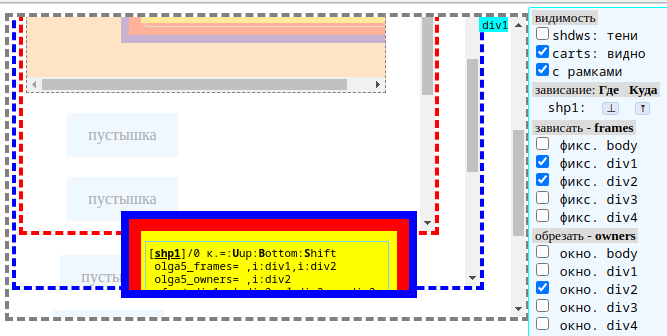 div1
пустышка
пустышка
пустыш
[shp1]/0 к.=:Uup:Bottom:Shift
olga5_frames= ,i:div1,i:div2
olga5_owners= ,i:div2
видимость
shdws: тени
carts: видно
с рамками
зависание: Где Куда
shp1: ⊥ ⊤
зависать - frames
фикс. body
фикс. div1
фикс. div2
фикс. div3
фикс. div4
обрезать - owners
окно. body
окно. div1
окно. div2
окно. div3
окно. div4